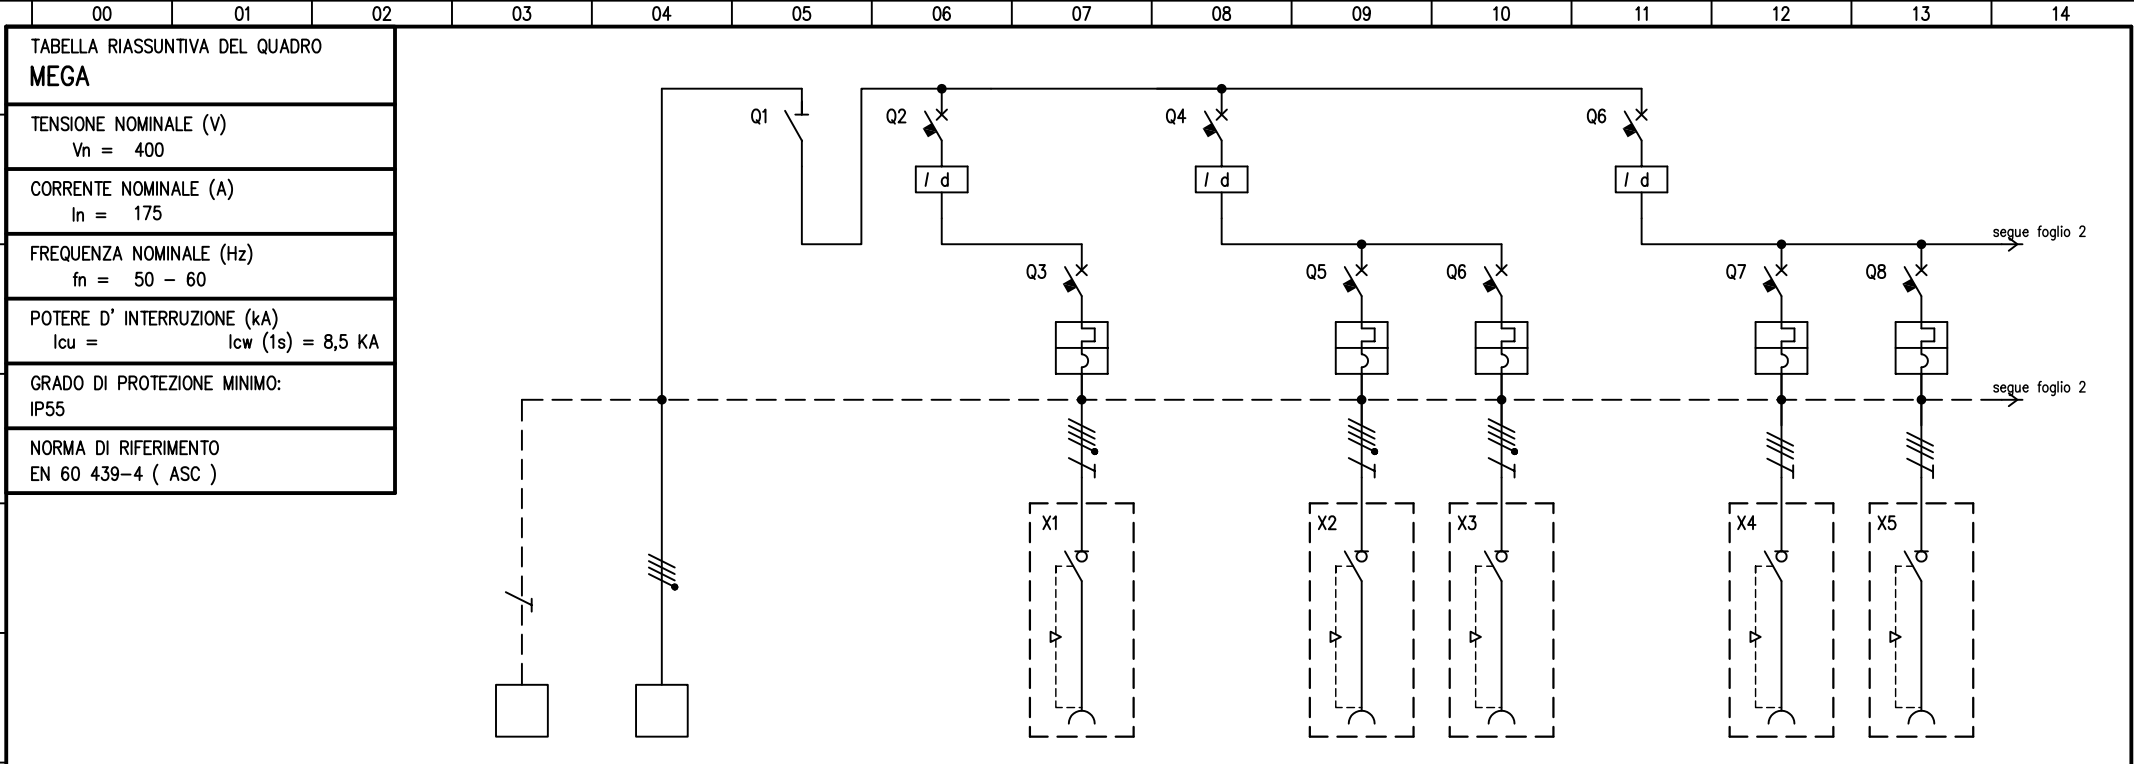 00 01 02 03 04 05 06 07 08 09 10 11 12 13 14
TABELLA RIASSUNTIVA DEL QUADRO
MEGA
TENSIONE NOMINALE (V)
Vn = 400
CORRENTE NOMINALE (A)
In = 175
FREQUENZA NOMINALE (Hz)
fn = 50 - 60
POTERE D' INTERRUZIONE (kA)
Icu = Icw (1s) = 8,5 KA
GRADO DI PROTEZIONE MINIMO:
IP55
NORMA DI RIFERIMENTO
EN 60 439-4 ( ASC )
Q1 Q2 Q4 Q6
I d I d I d
segue foglio 2
Q3 Q5 Q6 Q7 Q8
segue foglio 2
X1 X2 X3 X4 X5